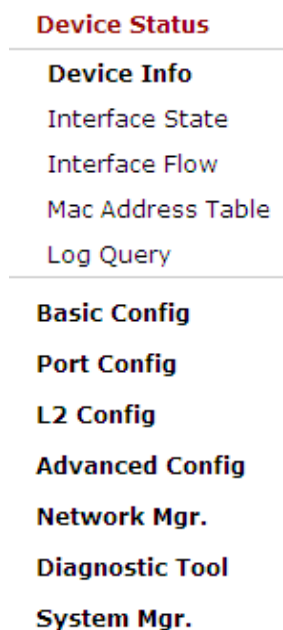 Device Status
Device Info
Interface State
Interface Flow
Mac Address Table
Log Query
Basic Config
Port Config
L2 Config
Advanced Config
Network Mgr.
Diagnostic Tool
System Mgr.